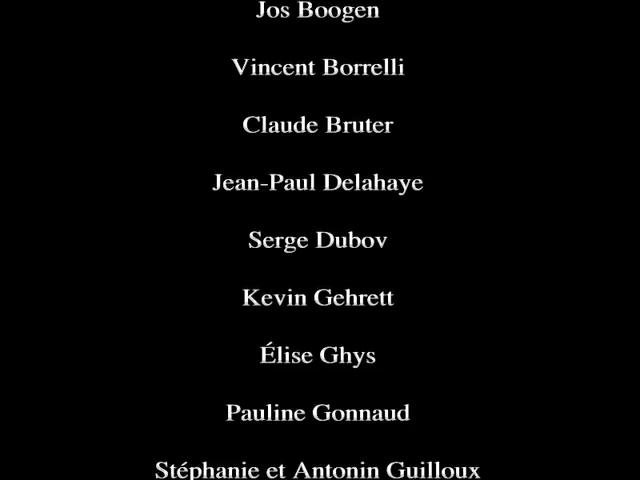 Jos Boogen
Vincent Borrelli
Claude Bruter
Jean-Paul Delahaye
Serge Dubov
Kevin Gehrett
Élise Ghys
Pauline Gonnaud
Stéphanie et Antonin Guilloux